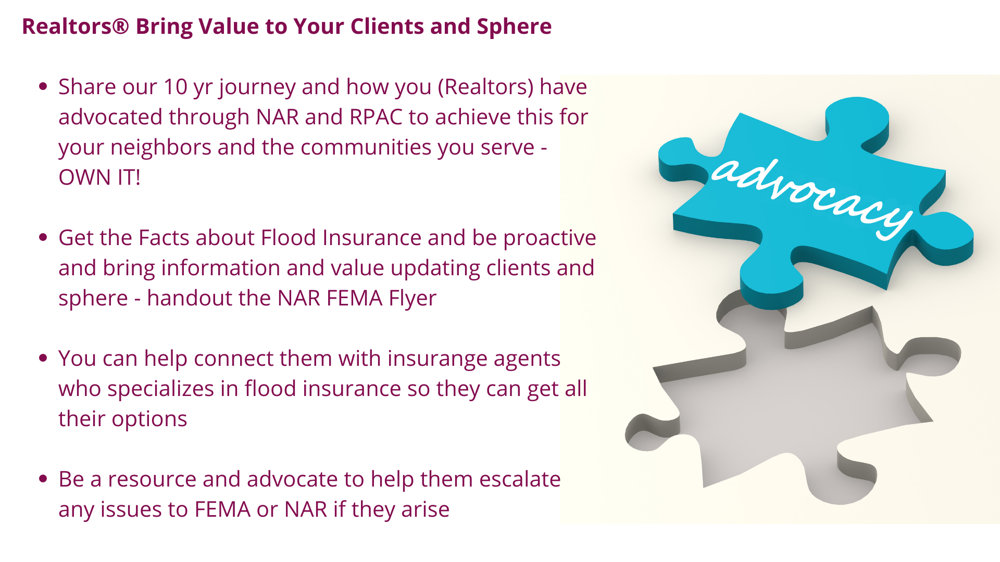 Realtors® Bring Value to Your Clients and Sphere
• Share our 10 yr journey and how you (Realtors) have
advocated through NAR and RPAC to achieve this for
your neighbors and the communities you serve -
OWN IT!
• Get the Facts about Flood Insurance and be proactive
and bring information and value updating clients and
sphere - handout the NAR FEMA Flyer
• You can help connect them with insurange agents
who specializes in flood insurance so they can get all
their options
• Be a resource and advocate to help them escalate
any issues to FEMA or NAR if they arise
advocacy